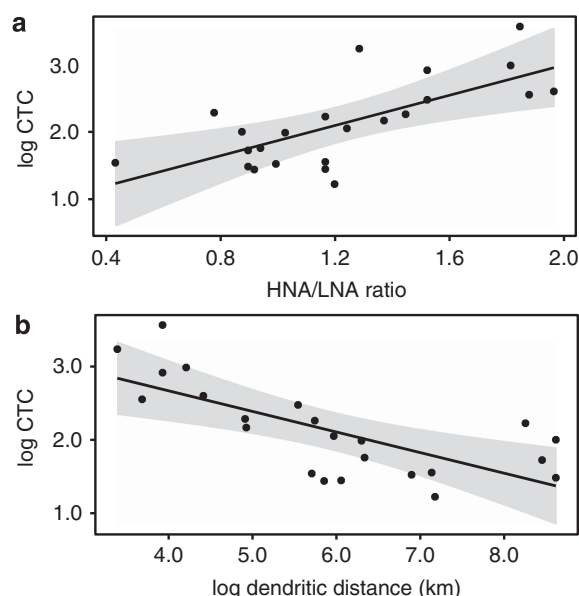 a
log CTC
3.0
2.0
1.0
0.4 0.8 1.2 1.6 2.0
HNA/LNA ratio
b
log CTC
3.0
2.0
1.0
4.0 5.0 6.0 7.0 8.0
log dendritic distance (km)